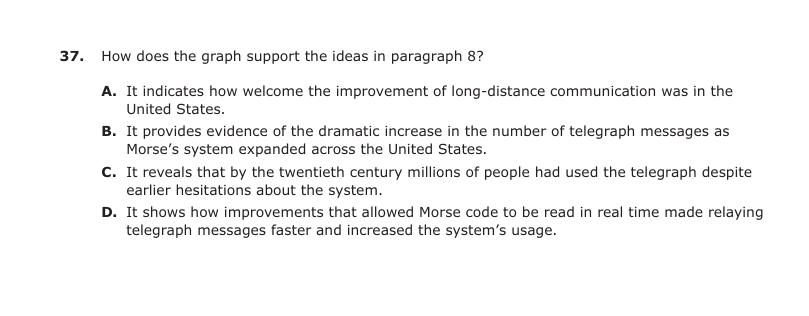 37. How does the graph support the ideas in paragraph 8?
A. It indicates how welcome the improvement of long-distance communication was in the
United States.
B. It provides evidence of the dramatic increase in the number of telegraph messages as
Morse’s system expanded across the United States.
C. It reveals that by the twentieth century millions of people had used the telegraph despite
earlier hesitations about the system.
D. It shows how improvements that allowed Morse code to be read in real time made relaying
telegraph messages faster and increased the system’s usage.